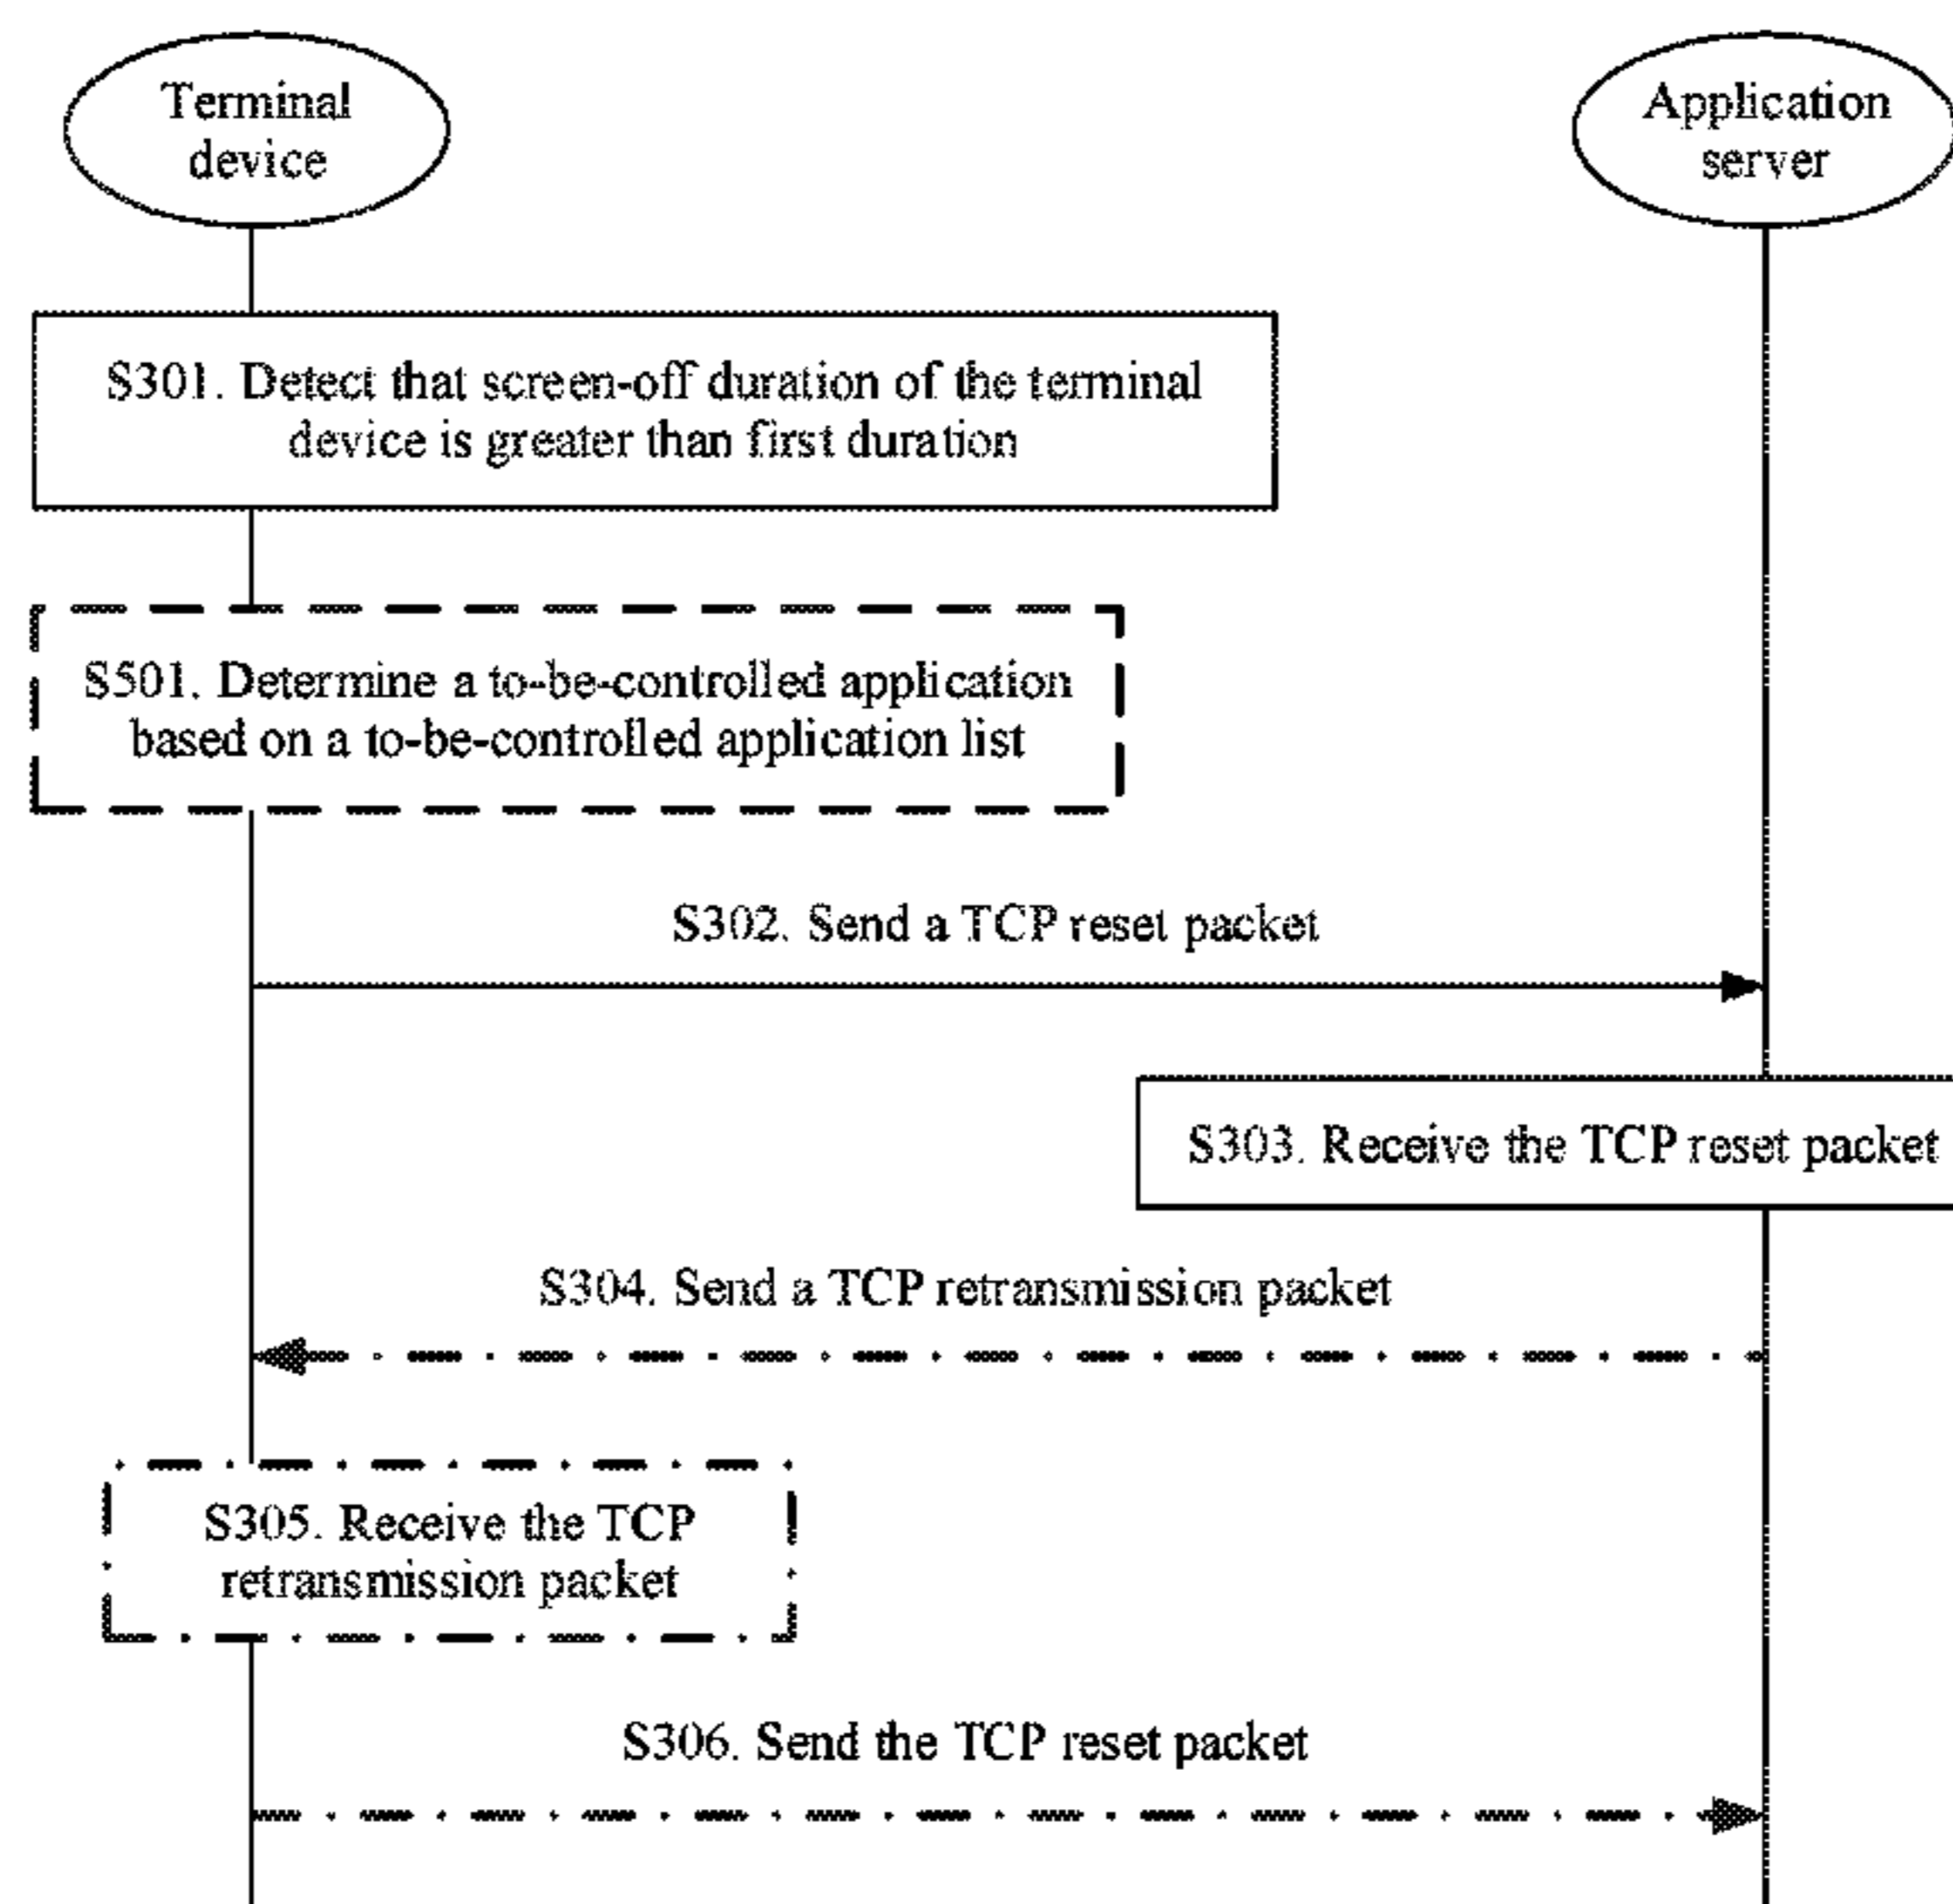 Terminal
device
Application
server
S301. Detect that screen-off duration of the terminal
device is greater than first duration
S501. Determine a to-be-controlled application
based on a to-be-controlled application list
S302. Send a TCP reset packet
S303. Receive the TCP reset packet
S304. Send a TCP retransmission packet
S305. Receive the TCP
retransmission packet
S306. Send the TCP reset packet